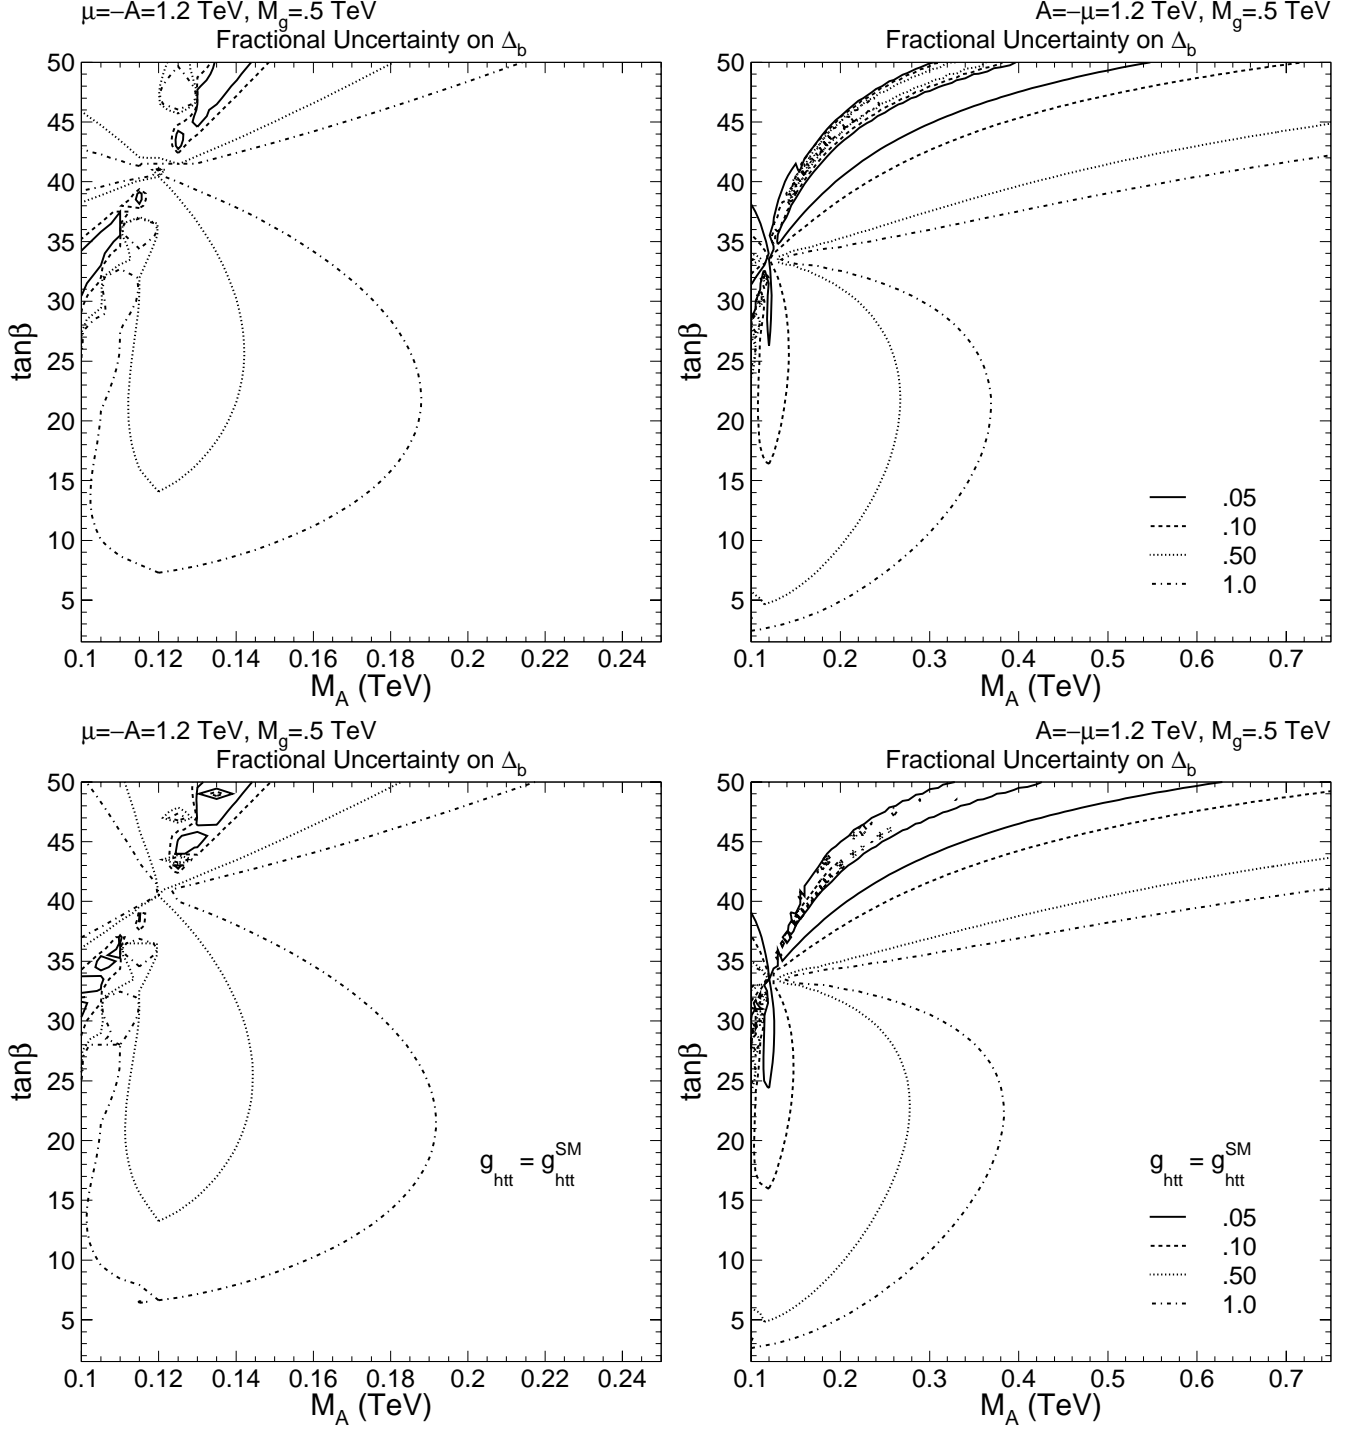 μ=−A=1.2 TeV, M_g=.5 TeV
Fractional Uncertainty on Δ_b
50
45
40
35
30
25
20
15
10
5
tanβ
0.1 0.12 0.14 0.16 0.18 0.2 0.22 0.24
M_A (TeV)
A=−μ=1.2 TeV, M_g=.5 TeV
Fractional Uncertainty on Δ_b
50
45
40
35
30
25
20
15
10
5
tanβ
.05
.10
.50
1.0
0.1 0.2 0.3 0.4 0.5 0.6 0.7
M_A (TeV)
μ=−A=1.2 TeV, M_g=.5 TeV
Fractional Uncertainty on Δ_b
50
45
40
35
30
25
20
15
10
5
tanβ
g_htt = g_htt^SM
0.1 0.12 0.14 0.16 0.18 0.2 0.22 0.24
M_A (TeV)
A=−μ=1.2 TeV, M_g=.5 TeV
Fractional Uncertainty on Δ_b
50
45
40
35
30
25
20
15
10
5
tanβ
g_htt = g_htt^SM
.05
.10
.50
1.0
0.1 0.2 0.3 0.4 0.5 0.6 0.7
M_A (TeV)